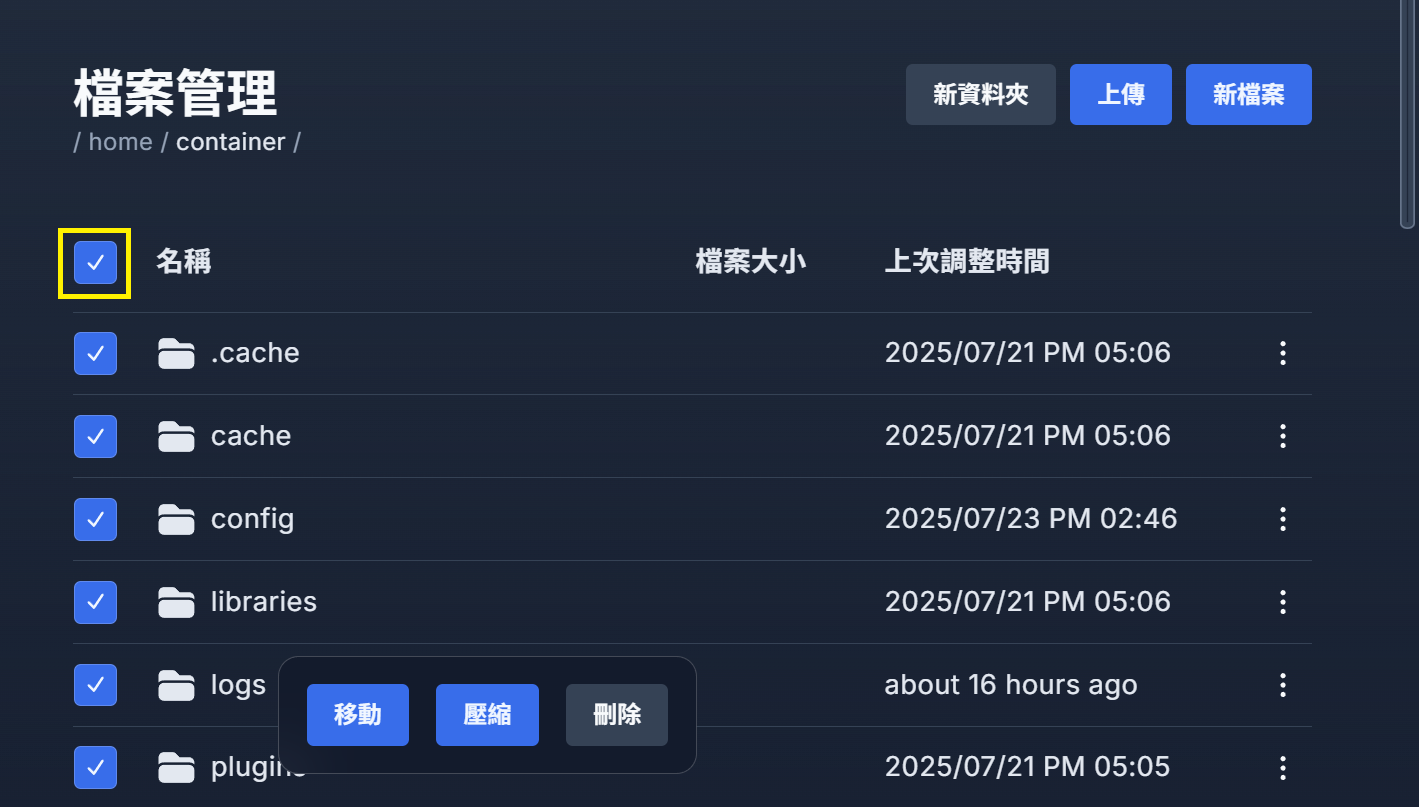 檔案管理
新資料夾 上傳 新檔案
/ home / container /
名稱 檔案大小 上次調整時間
.cache 2025/07/21 PM 05:06
cache 2025/07/21 PM 05:06
config 2025/07/23 PM 02:46
libraries 2025/07/21 PM 05:06
logs about 16 hours ago
移動 壓縮 刪除
plugins 2025/07/21 PM 05:05